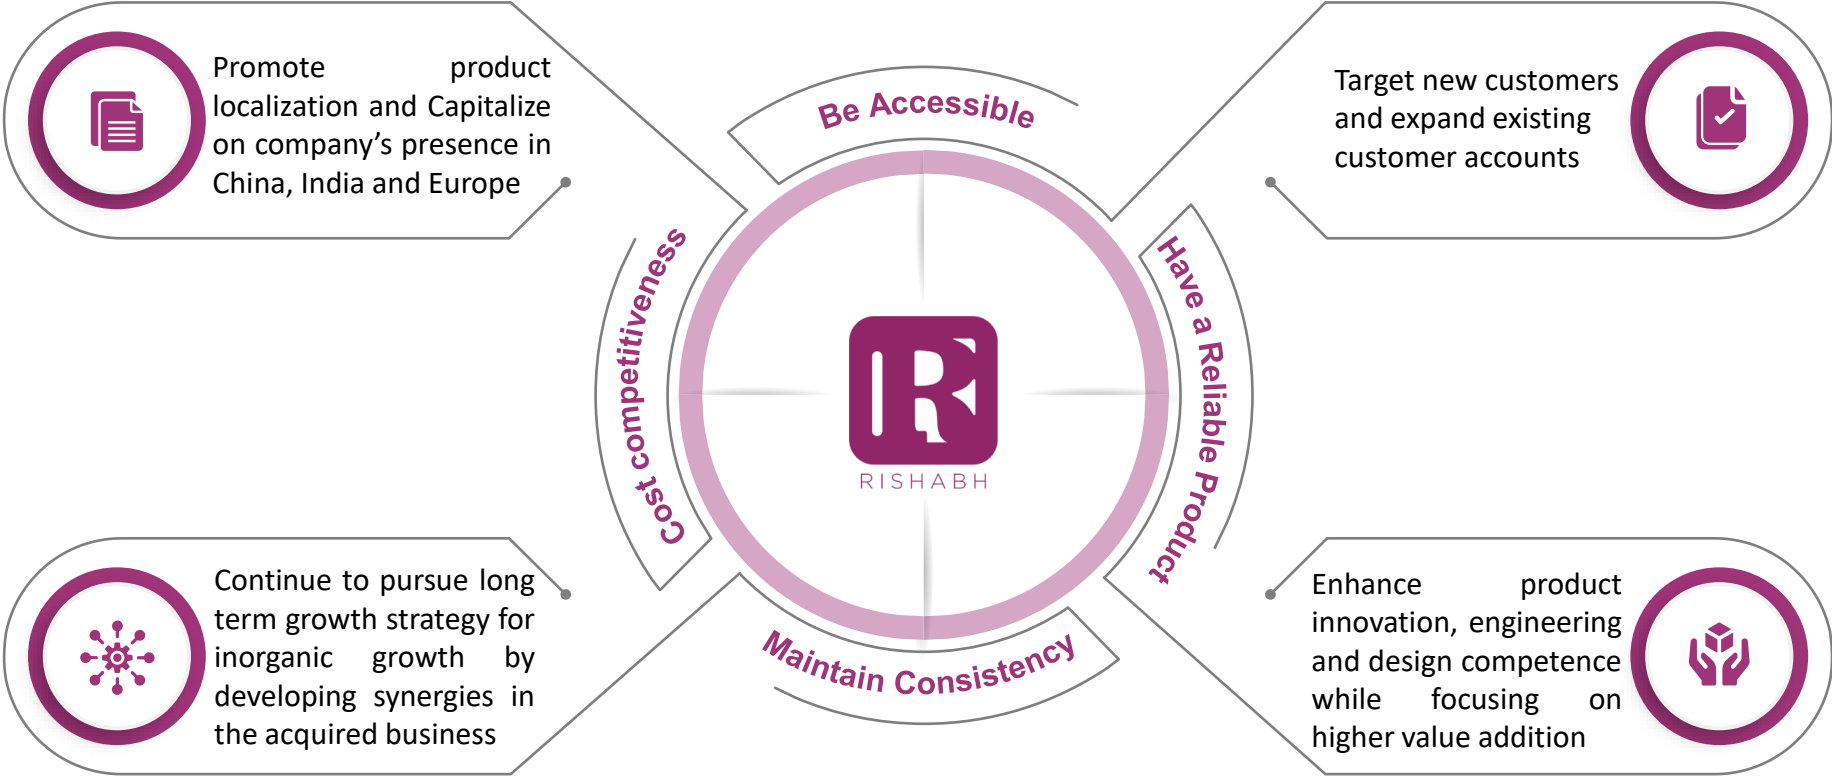 Promote product
localization and Capitalize
on company’s presence in
China, India and Europe
Be Accessible
Target new customers
and expand existing
customer accounts
Cost competitiveness
Have a Reliable Product
RISHABH
Maintain Consistency
Continue to pursue long
term growth strategy for
inorganic growth by
developing synergies in
the acquired business
Enhance product
innovation, engineering
and design competence
while focusing on
higher value addition